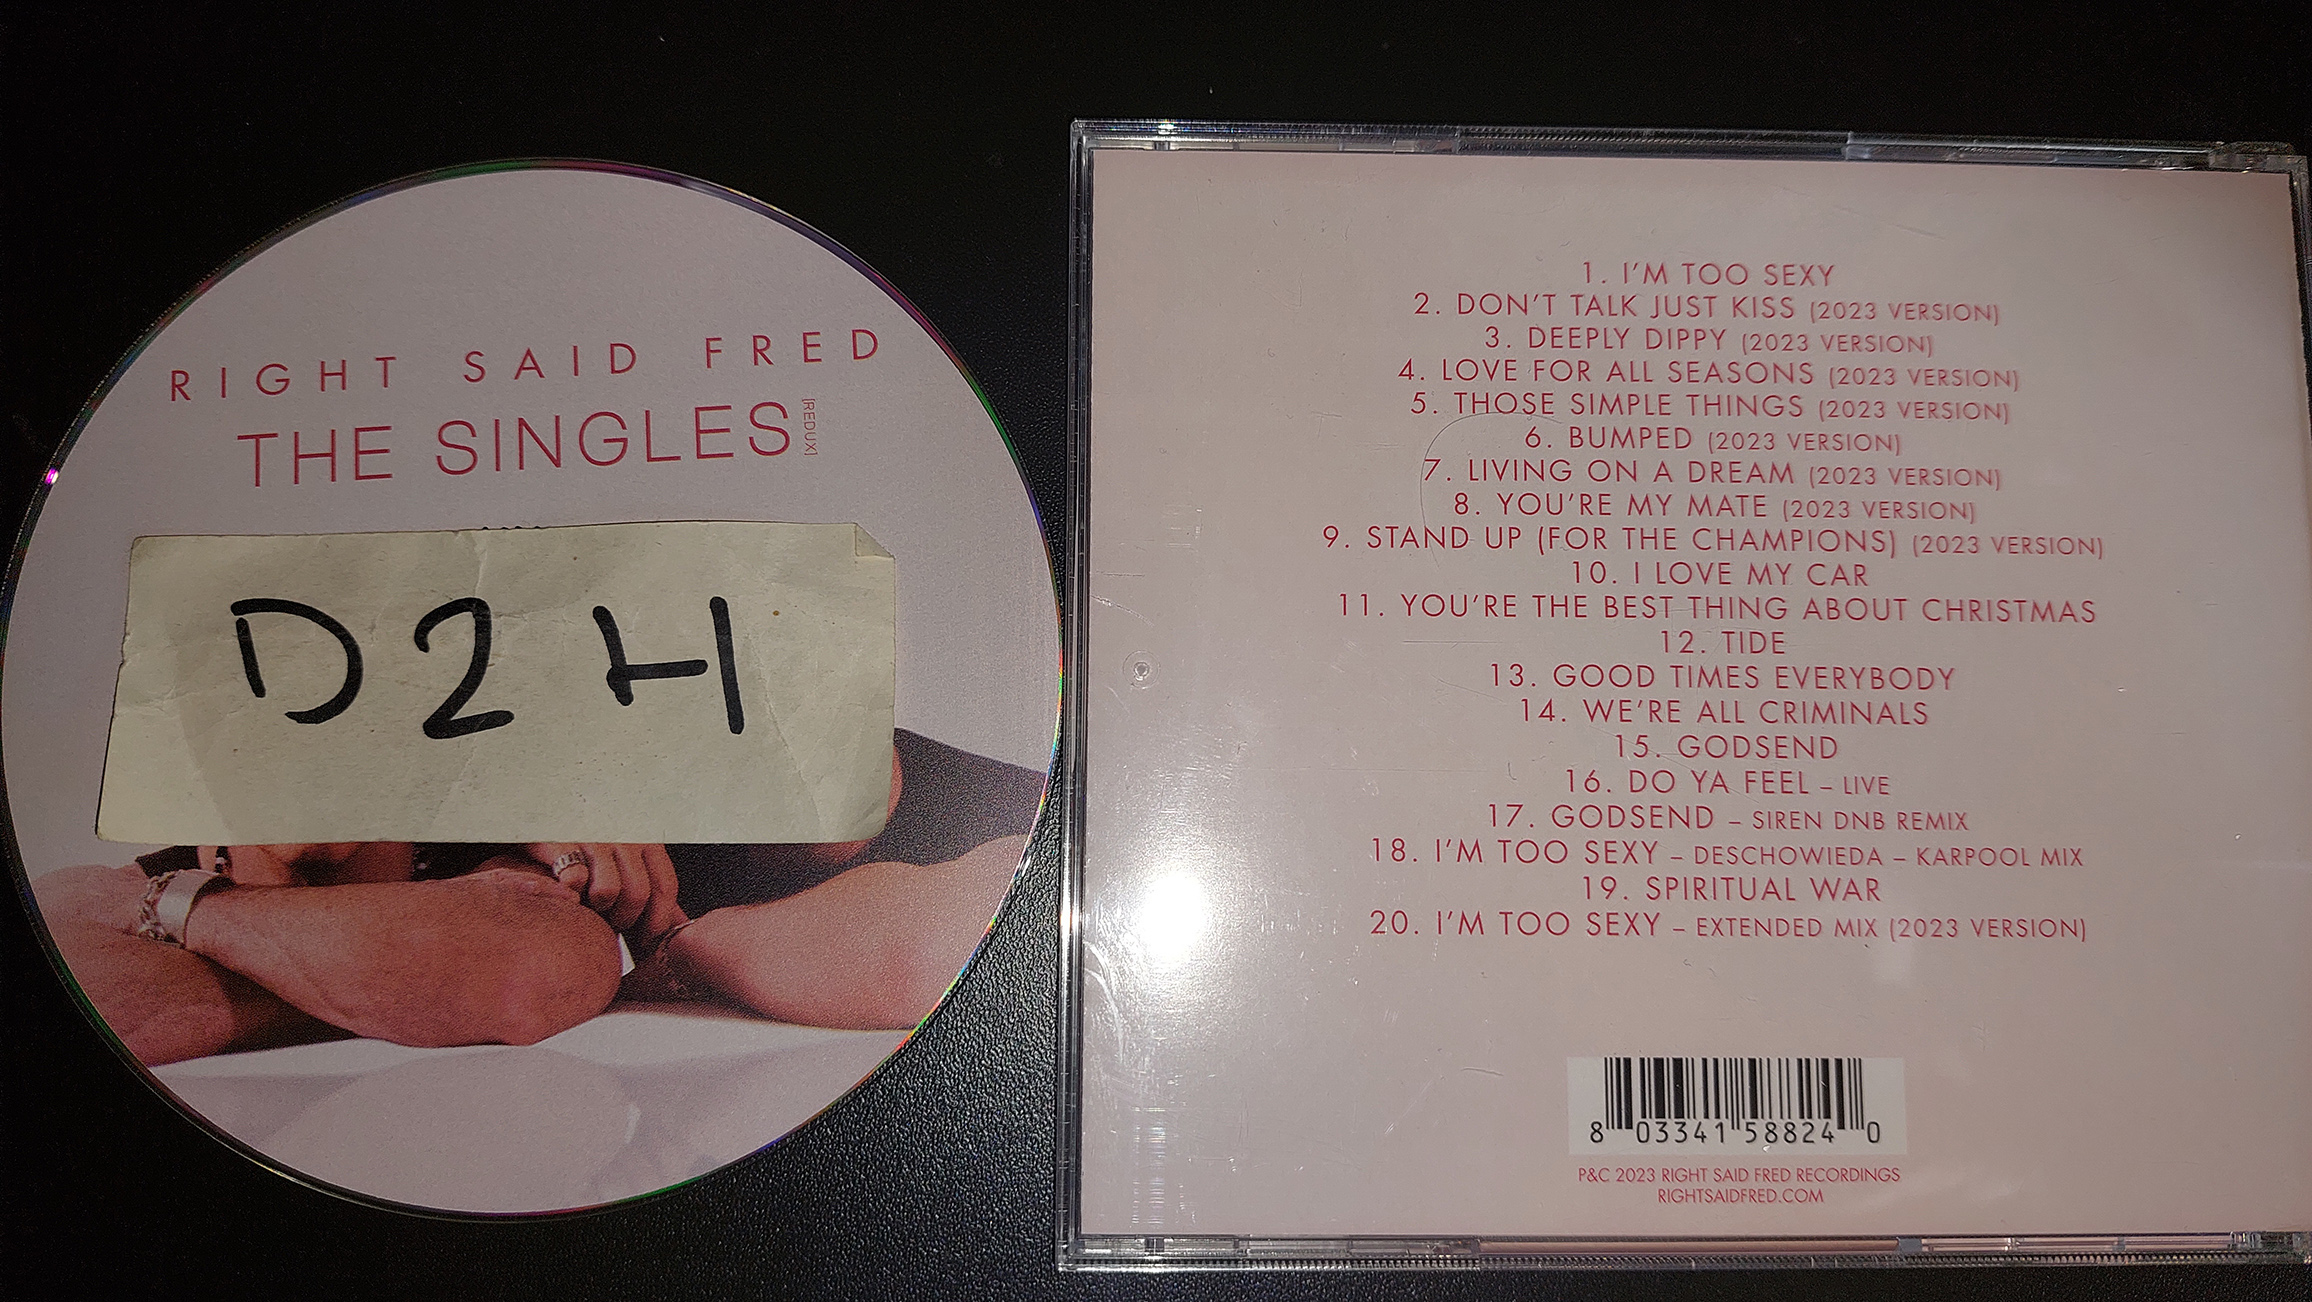 RIGHT SAID FRED
THE SINGLES [REDUX]
D2H
1. I'M TOO SEXY
2. DON'T TALK JUST KISS (2023 VERSION)
3. DEEPLY DIPPY (2023 VERSION)
4. LOVE FOR ALL SEASONS (2023 VERSION)
5. THOSE SIMPLE THINGS (2023 VERSION)
6. BUMPED (2023 VERSION)
7. LIVING ON A DREAM (2023 VERSION)
8. YOU'RE MY MATE (2023 VERSION)
9. STAND UP (FOR THE CHAMPIONS) (2023 VERSION)
10. I LOVE MY CAR
11. YOU'RE THE BEST THING ABOUT CHRISTMAS
12. TIDE
13. GOOD TIMES EVERYBODY
14. WE'RE ALL CRIMINALS
15. GODSEND
16. DO YA FEEL – LIVE
17. GODSEND – SIREN DNB REMIX
18. I'M TOO SEXY – DESCHOWIEDA – KARPOOL MIX
19. SPIRITUAL WAR
20. I'M TOO SEXY – EXTENDED MIX (2023 VERSION)
8 03341 58824 0
P&C 2023 RIGHT SAID FRED RECORDINGS
RIGHTSAIDFRED.COM